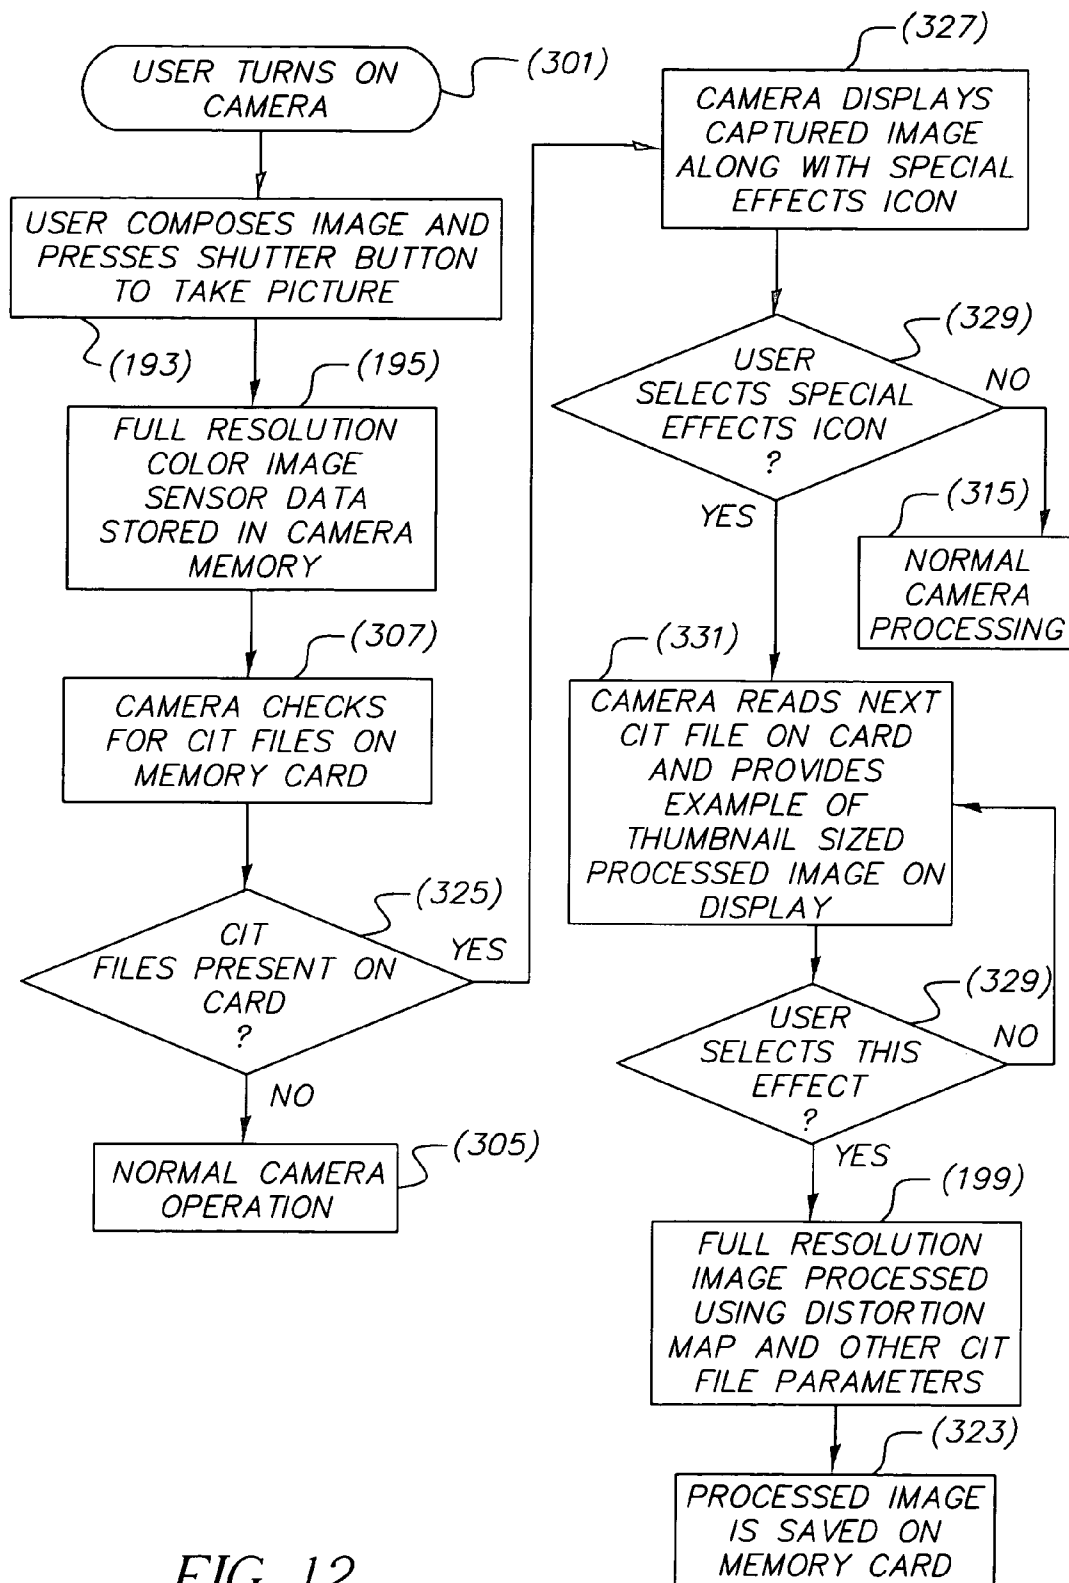 USER TURNS ON
CAMERA
(301)
USER COMPOSES IMAGE AND
PRESSES SHUTTER BUTTON
TO TAKE PICTURE
(193)
(195)
FULL RESOLUTION
COLOR IMAGE
SENSOR DATA
STORED IN CAMERA
MEMORY
(307)
CAMERA CHECKS
FOR CIT FILES ON
MEMORY CARD
(325)
CIT
FILES PRESENT ON
CARD
?
YES
NO
(305)
NORMAL CAMERA
OPERATION
(327)
CAMERA DISPLAYS
CAPTURED IMAGE
ALONG WITH SPECIAL
EFFECTS ICON
(329)
USER
SELECTS SPECIAL
EFFECTS ICON
?
NO
YES
(315)
NORMAL
CAMERA
PROCESSING
(331)
CAMERA READS NEXT
CIT FILE ON CARD
AND PROVIDES
EXAMPLE OF
THUMBNAIL SIZED
PROCESSED IMAGE ON
DISPLAY
(329)
USER
SELECTS THIS
EFFECT
?
NO
YES
(199)
FULL RESOLUTION
IMAGE PROCESSED
USING DISTORTION
MAP AND OTHER CIT
FILE PARAMETERS
(323)
PROCESSED IMAGE
IS SAVED ON
MEMORY CARD
FIG. 12